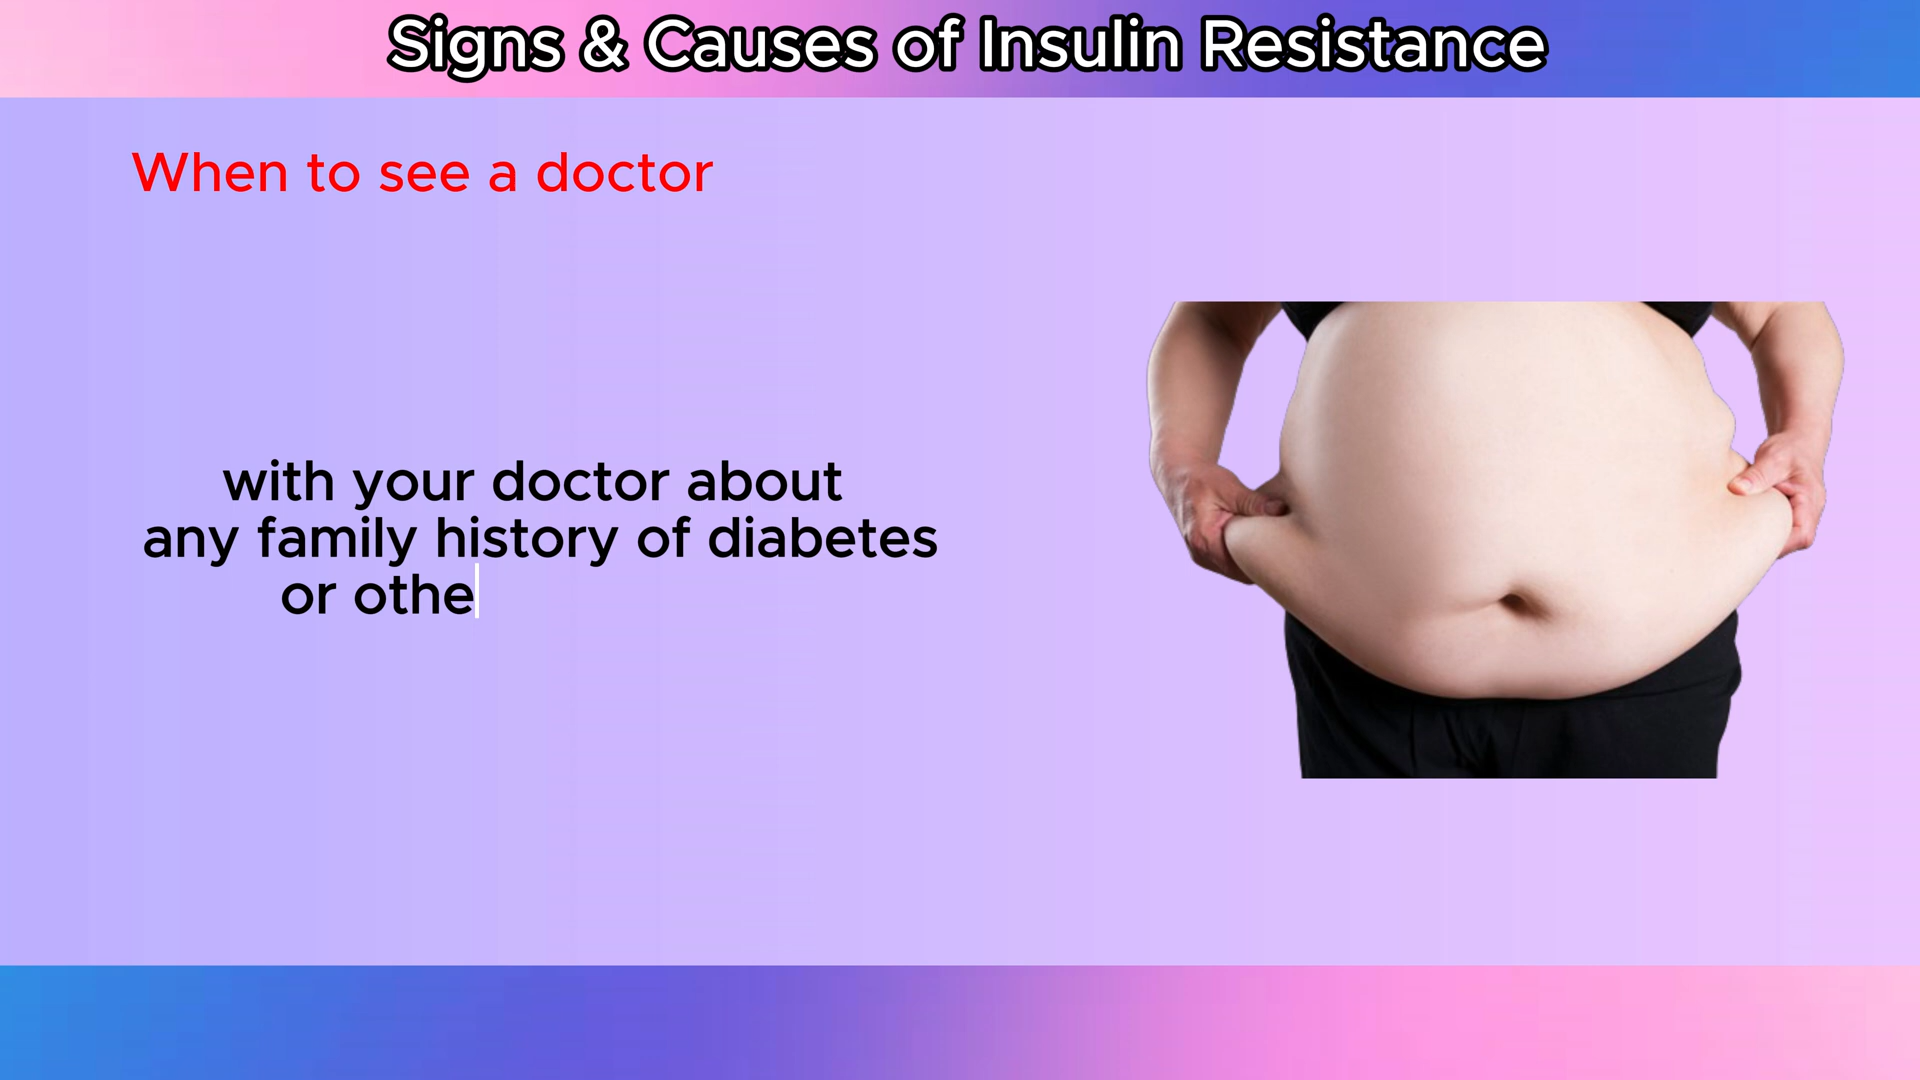 Signs & Causes of Insulin Resistance
When to see a doctor
with your doctor about
any family history of diabetes
or othe